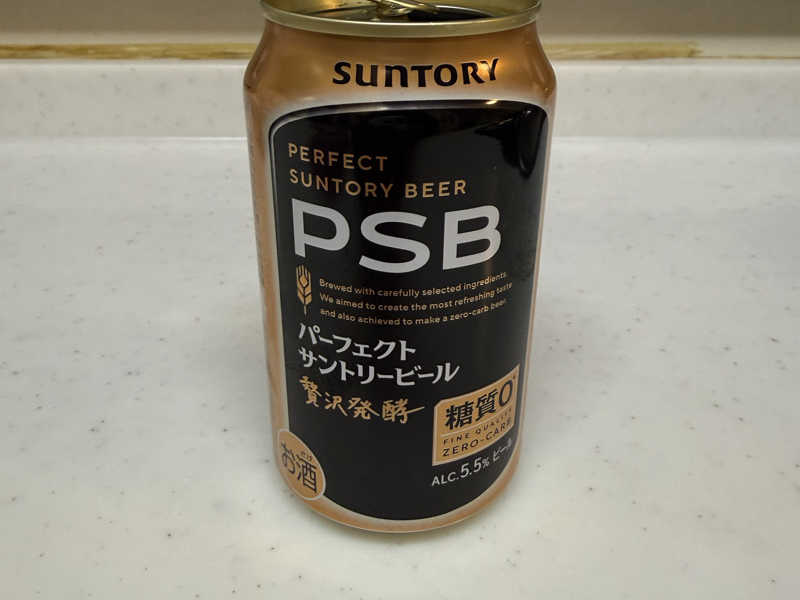 SUNTORY
PERFECT
SUNTORY BEER
PSB
Brewed with carefully selected ingredients.
We aimed to create the most refreshing taste
and also achieved to make a zero-carb beer.
パーフェクト
サントリービール
贅沢発酵
糖質0*
FINE QUALITY
ZERO-CARB
ALC.5.5% ビール
お酒